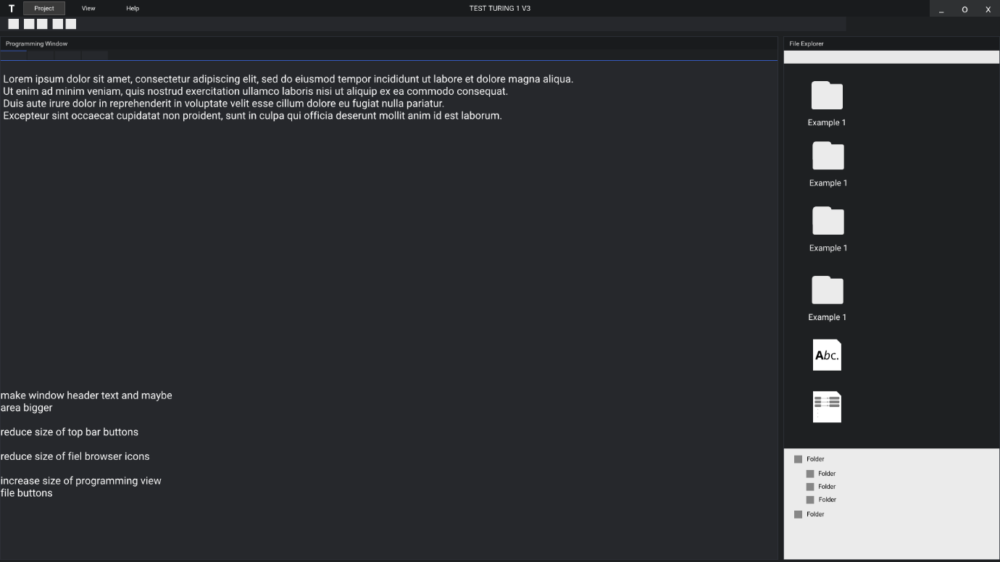 T Project View Help TEST TURING 1 V3 _ O X
Programming Window
File Explorer
Lorem ipsum dolor sit amet, consectetur adipiscing elit, sed do eiusmod tempor incididunt ut labore et dolore magna aliqua.
Ut enim ad minim veniam, quis nostrud exercitation ullamco laboris nisi ut aliquip ex ea commodo consequat.
Duis aute irure dolor in reprehenderit in voluptate velit esse cillum dolore eu fugiat nulla pariatur.
Excepteur sint occaecat cupidatat non proident, sunt in culpa qui officia deserunt mollit anim id est laborum.
make window header text and maybe
area bigger
reduce size of top bar buttons
reduce size of fiel browser icons
increase size of programming view
file buttons
Example 1
Example 1
Example 1
Example 1
Abc.
Folder
Folder
Folder
Folder
Folder